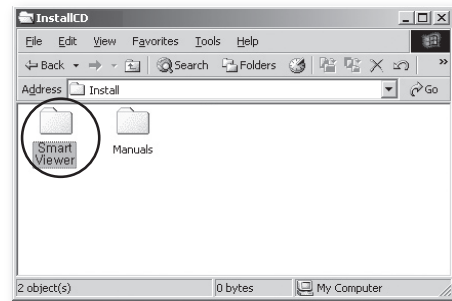 InstallCD
File Edit View Favorites Tools Help
Back Search Folders
Address Install Go
Smart Viewer
Manuals
2 object(s) 0 bytes My Computer